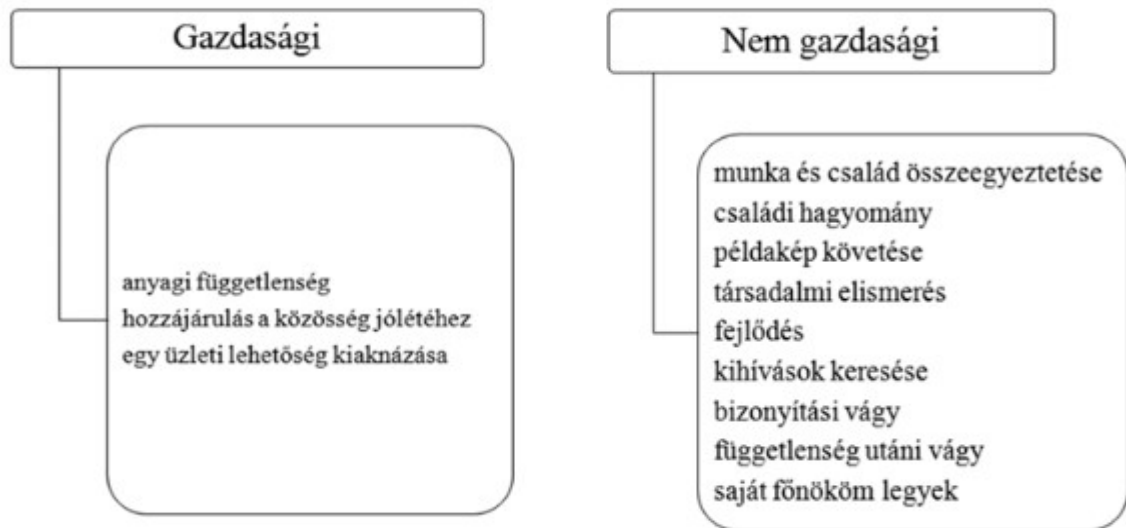 Gazdasági
anyagi függetlenség
hozzájárulás a közösség jólétéhez
egy üzleti lehetőség kiaknázása
Nem gazdasági
munka és család összeegyeztetése
családi hagyomány
példakép követése
társadalmi elismerés
fejlődés
kihívások keresése
bizonyítási vágy
függetlenség utáni vágy
saját főnököm legyek